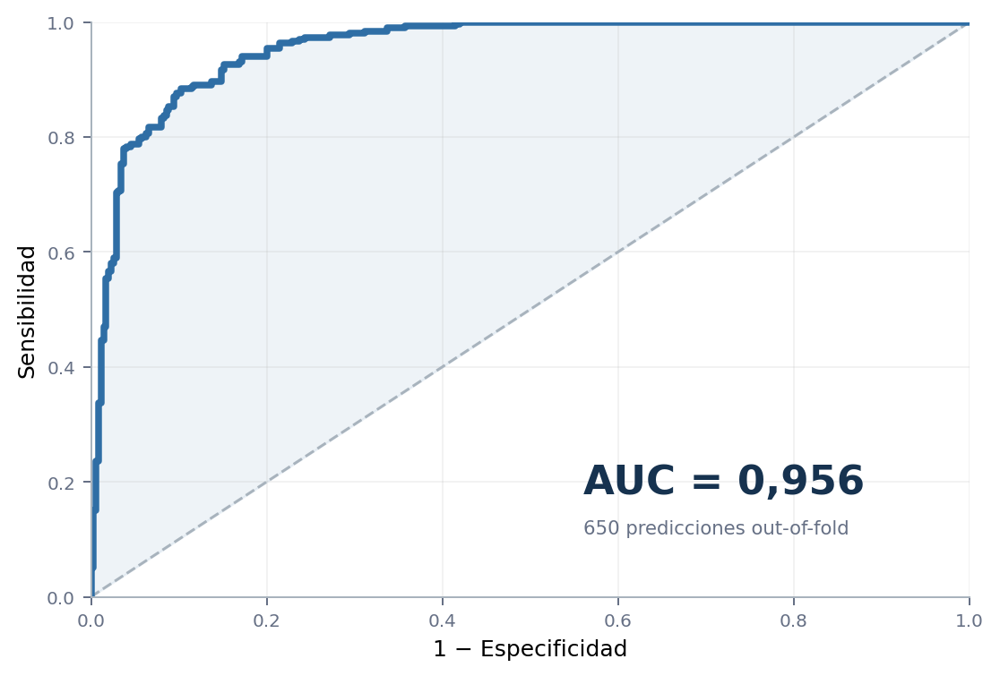 1.0
0.8
0.6
0.4
0.2
0.0
Sensibilidad
AUC = 0,956
650 predicciones out-of-fold
0.0 0.2 0.4 0.6 0.8 1.0
1 − Especificidad